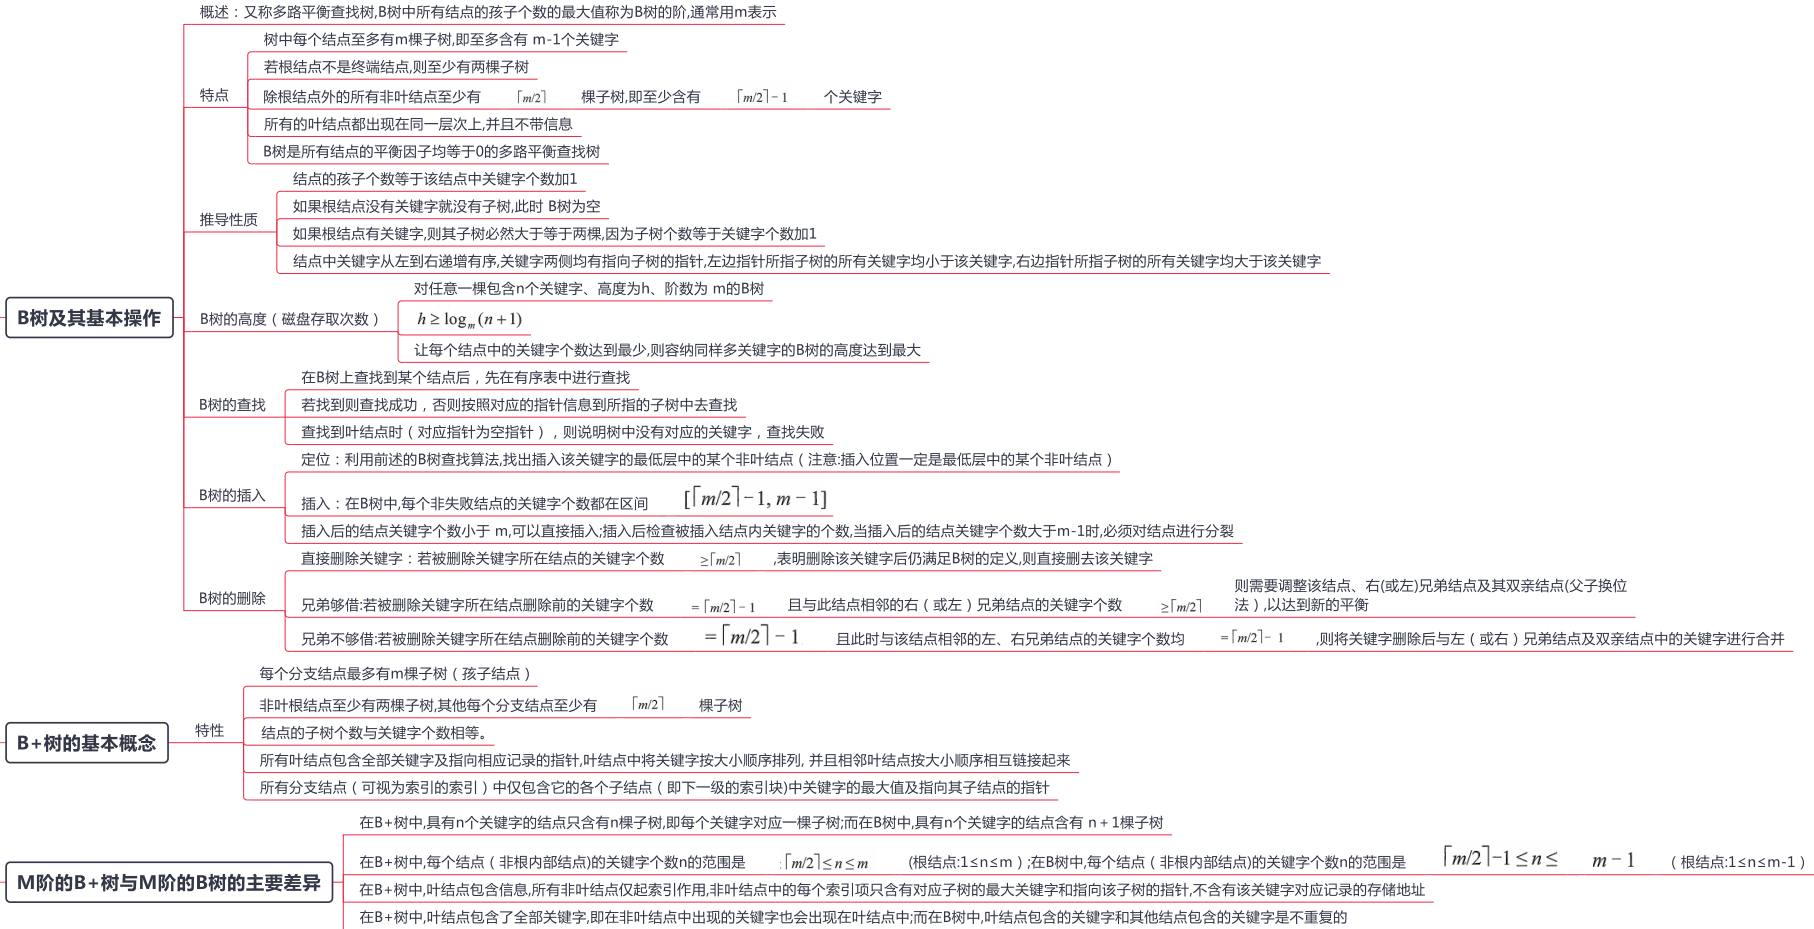 概述：又称多路平衡查找树,B树中所有结点的孩子个数的最大值称为B树的阶,通常用m表示
树中每个结点至多有m棵子树,即至多含有 m-1个关键字
若根结点不是终端结点,则至少有两棵子树
特点
除根结点外的所有非叶结点至少有 ⌈m/2⌉ 棵子树,即至少含有 ⌈m/2⌉ − 1 个关键字
所有的叶结点都出现在同一层次上,并且不带信息
B树是所有结点的平衡因子均等于0的多路平衡查找树
结点的孩子个数等于该结点中关键字个数加1
如果根结点没有关键字就没有子树,此时 B树为空
推导性质
如果根结点有关键字,则其子树必然大于等于两棵,因为子树个数等于关键字个数加1
结点中关键字从左到右递增有序,关键字两侧均有指向子树的指针,左边指针所指子树的所有关键字均小于该关键字,右边指针所指子树的所有关键字均大于该关键字
对任意一棵包含n个关键字、高度为h、阶数为 m的B树
B树及其基本操作
B树的高度（磁盘存取次数）
h ≥ logₘ (n + 1)
让每个结点中的关键字个数达到最少,则容纳同样多关键字的B树的高度达到最大
在B树上查找到某个结点后，先在有序表中进行查找
B树的查找
若找到则查找成功，否则按照对应的指针信息到所指的子树中去查找
查找到叶结点时（对应指针为空指针），则说明树中没有对应的关键字，查找失败
定位：利用前述的B树查找算法,找出插入该关键字的最低层中的某个非叶结点（注意:插入位置一定是最低层中的某个非叶结点）
B树的插入
插入：在B树中,每个非失败结点的关键字个数都在区间 [⌈m/2⌉ − 1, m − 1]
插入后的结点关键字个数小于 m,可以直接插入;插入后检查被插入结点内关键字的个数,当插入后的结点关键字个数大于m-1时,必须对结点进行分裂
直接删除关键字：若被删除关键字所在结点的关键字个数 ≥⌈m/2⌉ ,表明删除该关键字后仍满足B树的定义,则直接删去该关键字
B树的删除
兄弟够借:若被删除关键字所在结点删除前的关键字个数 = ⌈m/2⌉ − 1 且与此结点相邻的右（或左）兄弟结点的关键字个数 ≥⌈m/2⌉ 则需要调整该结点、右(或左)兄弟结点及其双亲结点(父子换位
法）,以达到新的平衡
兄弟不够借:若被删除关键字所在结点删除前的关键字个数 = ⌈m/2⌉ − 1 且此时与该结点相邻的左、右兄弟结点的关键字个数均 = ⌈m/2⌉ − 1 ,则将关键字删除后与左（或右）兄弟结点及双亲结点中的关键字进行合并
每个分支结点最多有m棵子树（孩子结点）
非叶根结点至少有两棵子树,其他每个分支结点至少有 ⌈m/2⌉ 棵子树
B+树的基本概念
特性
结点的子树个数与关键字个数相等。
所有叶结点包含全部关键字及指向相应记录的指针,叶结点中将关键字按大小顺序排列, 并且相邻叶结点按大小顺序相互链接起来
所有分支结点（可视为索引的索引）中仅包含它的各个子结点（即下一级的索引块)中关键字的最大值及指向其子结点的指针
在B+树中,具有n个关键字的结点只含有n棵子树,即每个关键字对应一棵子树;而在B树中,具有n个关键字的结点含有 n + 1棵子树
在B+树中,每个结点（非根内部结点)的关键字个数n的范围是 ⌈m/2⌉ ≤ n ≤ m (根结点:1≤n≤m）;在B树中,每个结点（非根内部结点)的关键字个数n的范围是 ⌈m/2⌉−1 ≤ n ≤ m − 1 （根结点:1≤n≤m-1）
M阶的B+树与M阶的B树的主要差异
在B+树中,叶结点包含信息,所有非叶结点仅起索引作用,非叶结点中的每个索引项只含有对应子树的最大关键字和指向该子树的指针,不含有该关键字对应记录的存储地址
在B+树中,叶结点包含了全部关键字,即在非叶结点中出现的关键字也会出现在叶结点中;而在B树中,叶结点包含的关键字和其他结点包含的关键字是不重复的